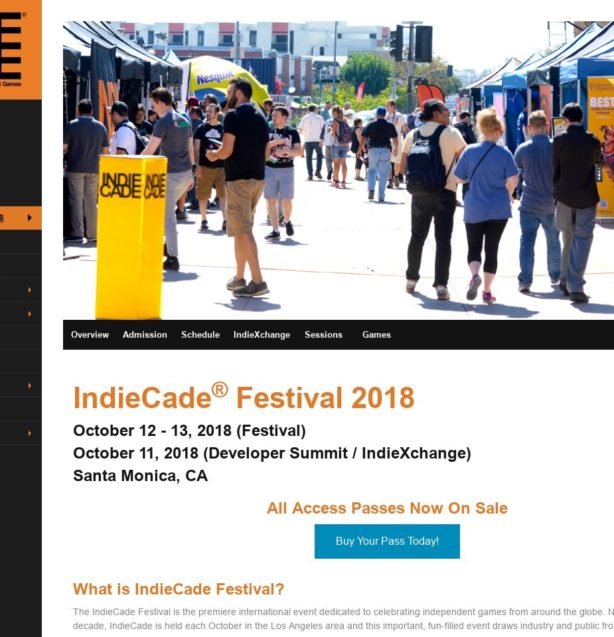 Games
8
Nesquik
INDIE
CADE
INDIE
CADE
BEST
Overview Admission Schedule IndieXchange Sessions Games
IndieCade® Festival 2018
October 12 - 13, 2018 (Festival)
October 11, 2018 (Developer Summit / IndieXchange)
Santa Monica, CA
All Access Passes Now On Sale
Buy Your Pass Today!
What is IndieCade Festival?
The IndieCade Festival is the premiere international event dedicated to celebrating independent games from around the globe. N
decade, IndieCade is held each October in the Los Angeles area and this important, fun-filled event draws industry and public fro